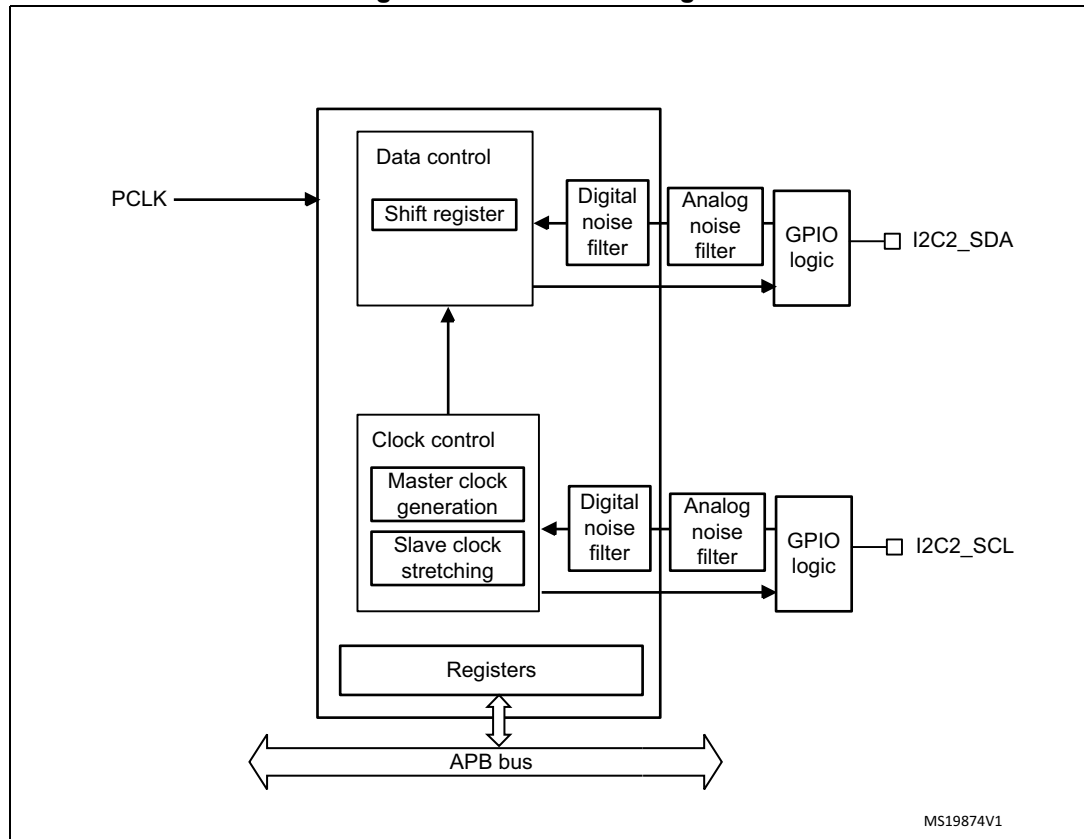 Data control
PCLK
Shift register
Digital
noise
filter
Analog
noise
filter
GPIO
logic
I2C2_SDA
Clock control
Master clock
generation
Slave clock
stretching
Digital
noise
filter
Analog
noise
filter
GPIO
logic
I2C2_SCL
Registers
APB bus
MS19874V1